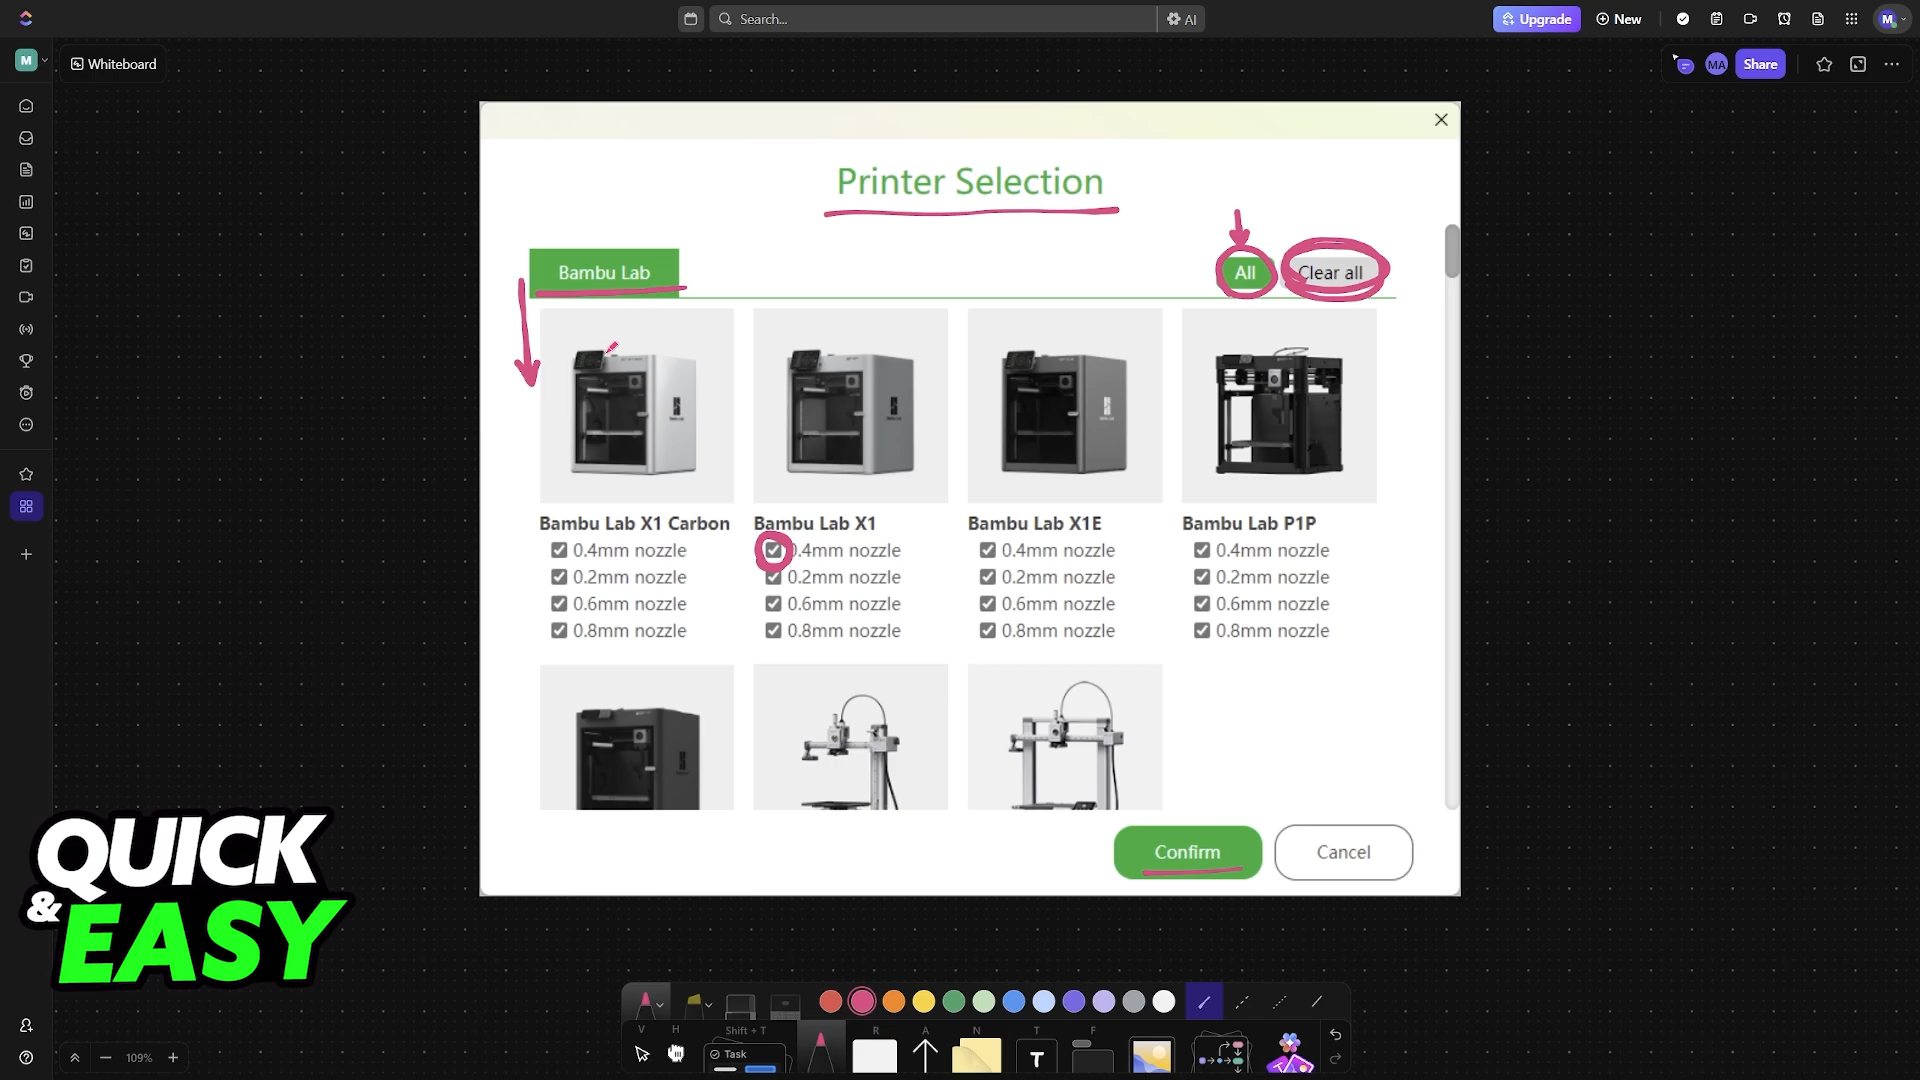 Search...
AI
Upgrade
New
M
M
Whiteboard
MA
Share
Printer Selection
Bambu Lab
All
Clear all
Bambu Lab X1 Carbon
0.4mm nozzle
0.2mm nozzle
0.6mm nozzle
0.8mm nozzle
Bambu Lab X1
0.4mm nozzle
0.2mm nozzle
0.6mm nozzle
0.8mm nozzle
Bambu Lab X1E
0.4mm nozzle
0.2mm nozzle
0.6mm nozzle
0.8mm nozzle
Bambu Lab P1P
0.4mm nozzle
0.2mm nozzle
0.6mm nozzle
0.8mm nozzle
Confirm
Cancel
QUICK
&EASY
V
H
Shift + T
R
A
N
T
F
Task
T
109%